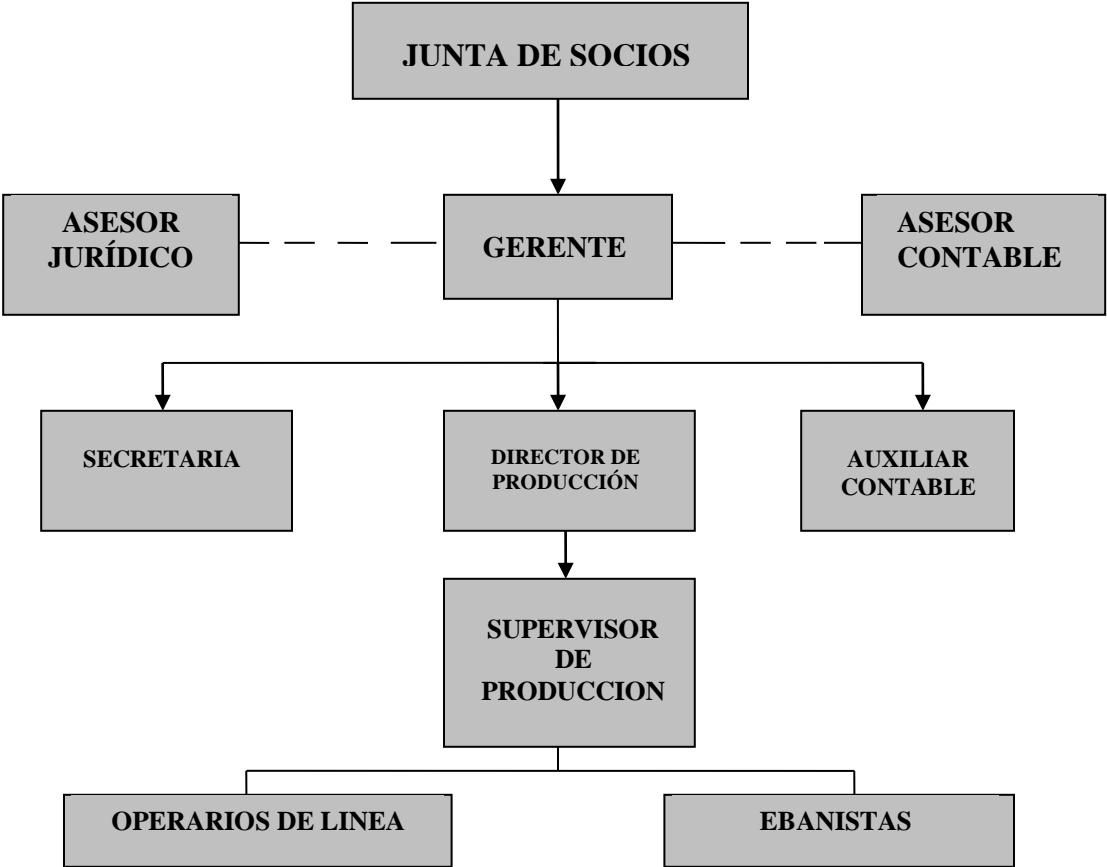 JUNTA DE SOCIOS
ASESOR
JURÍDICO
GERENTE
ASESOR
CONTABLE
SECRETARIA
DIRECTOR DE
PRODUCCIÓN
AUXILIAR
CONTABLE
SUPERVISOR
DE
PRODUCCION
OPERARIOS DE LINEA
EBANISTAS